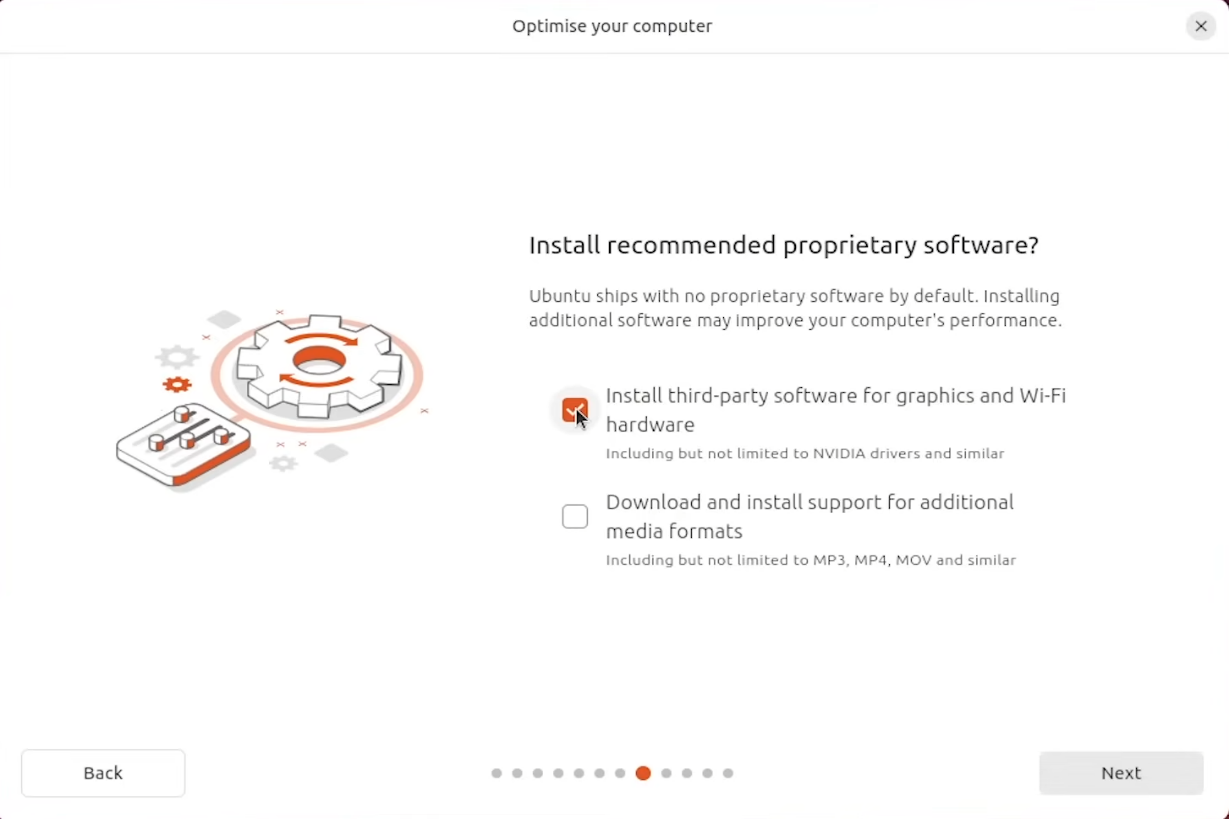 Optimise your computer
Install recommended proprietary software?
Ubuntu ships with no proprietary software by default. Installing
additional software may improve your computer's performance.
Install third-party software for graphics and Wi-Fi
hardware
Including but not limited to NVIDIA drivers and similar
Download and install support for additional
media formats
Including but not limited to MP3, MP4, MOV and similar
Back
Next